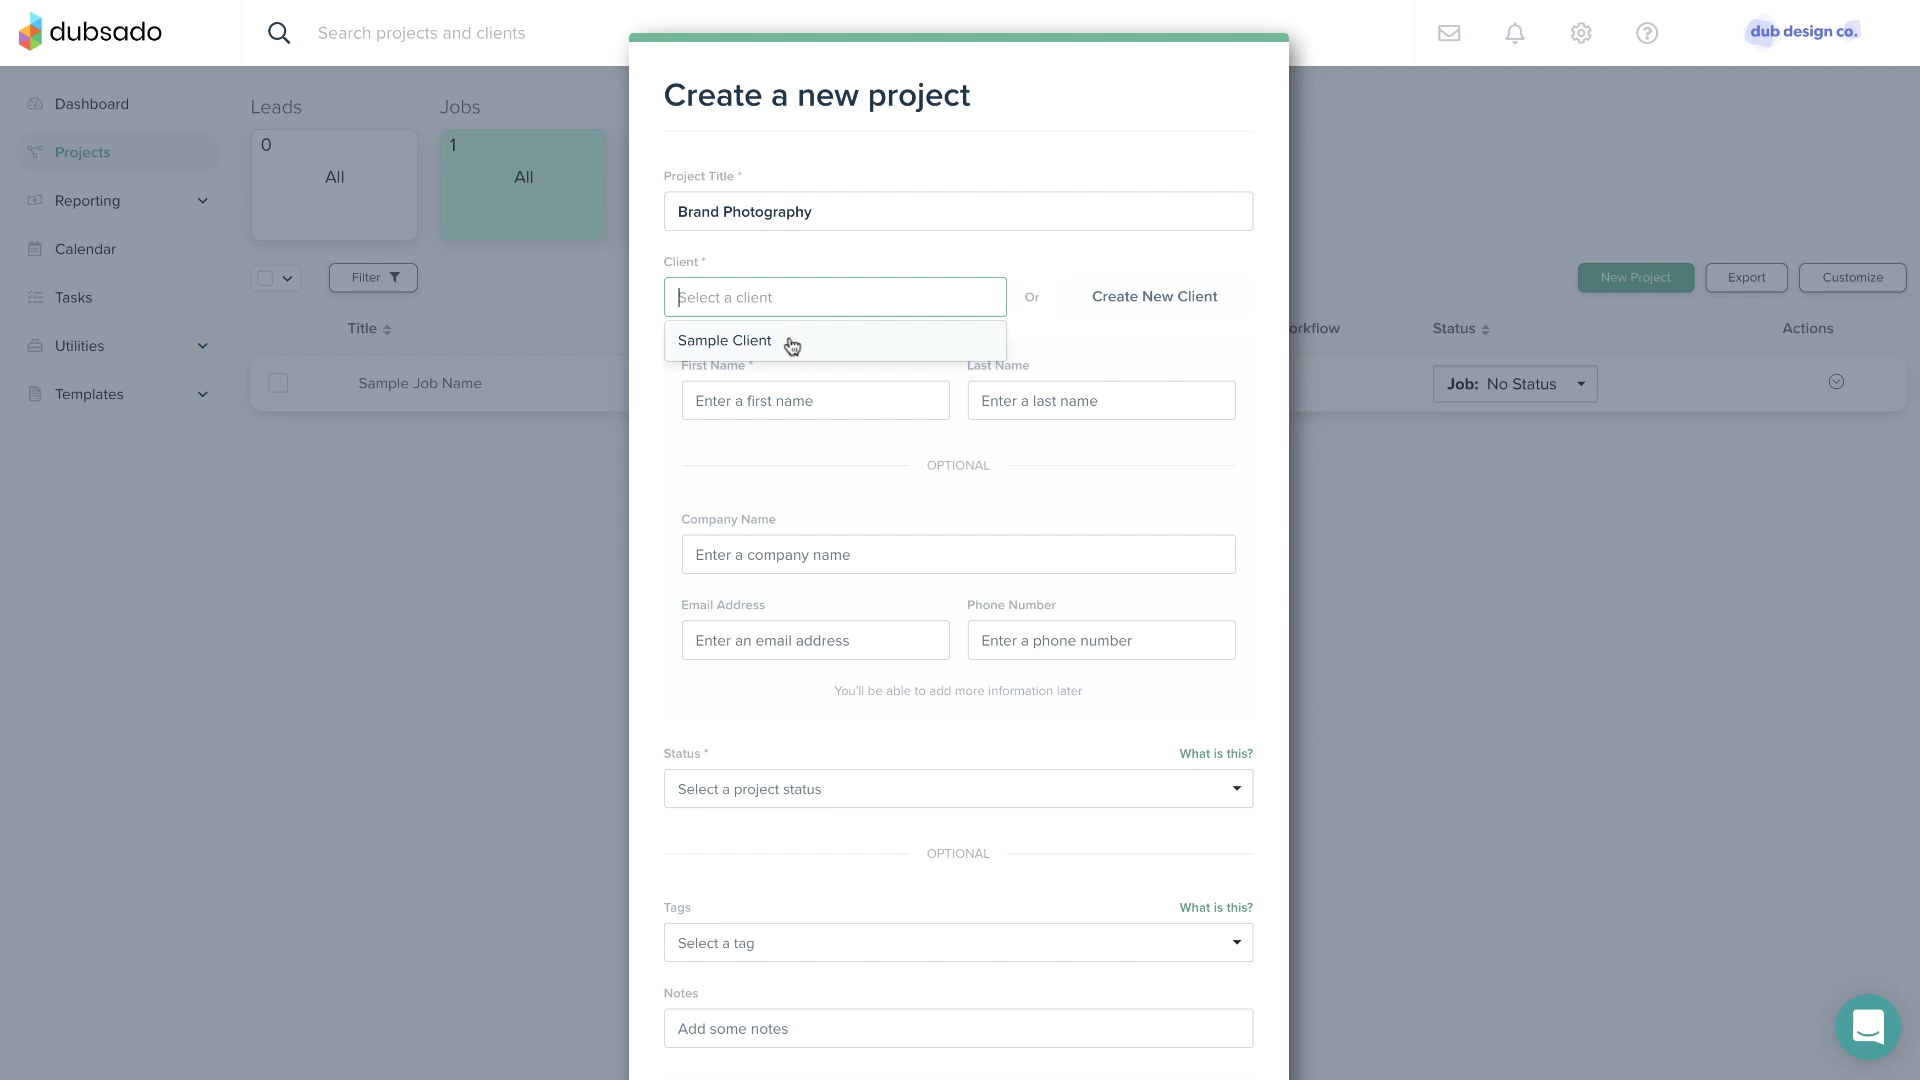 dubsado
Search projects and clients
dub design co.
Dashboard
Projects
Reporting
Calendar
Tasks
Utilities
Templates
Leads
Jobs
0
All
1
All
Filter
New Project
Export
Customize
Title
orkflow
Status
Actions
Sample Job Name
Job: No Status
Create a new project
Project Title *
Brand Photography
Client *
Select a client
Or
Create New Client
Sample Client
First Name *
Last Name
Enter a first name
Enter a last name
OPTIONAL
Company Name
Enter a company name
Email Address
Phone Number
Enter an email address
Enter a phone number
You'll be able to add more information later
Status *
What is this?
Select a project status
OPTIONAL
Tags
What is this?
Select a tag
Notes
Add some notes